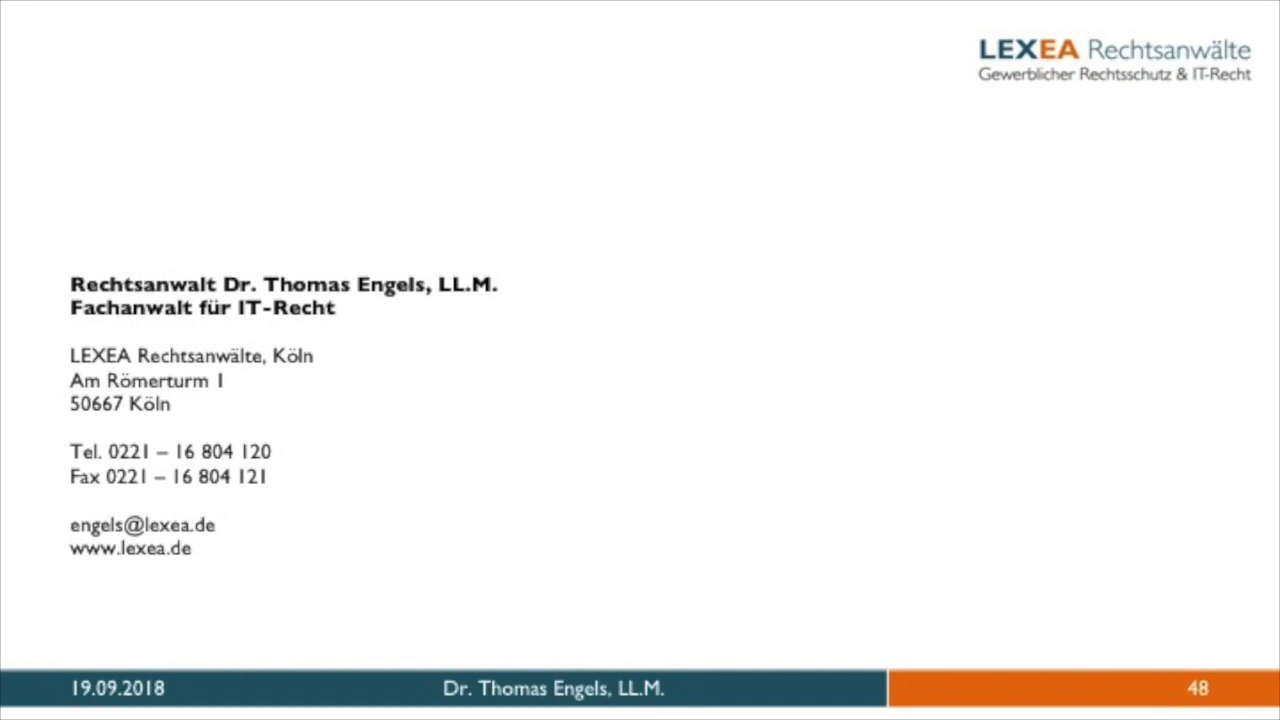 LEXEA Rechtsanwälte
Gewerblicher Rechtsschutz & IT-Recht
Rechtsanwalt Dr. Thomas Engels, LL.M.
Fachanwalt für IT-Recht
LEXEA Rechtsanwälte, Köln
Am Römerturm 1
50667 Köln
Tel. 0221 – 16 804 120
Fax 0221 – 16 804 121
engels@lexea.de
www.lexea.de
19.09.2018
Dr. Thomas Engels, LL.M.
48